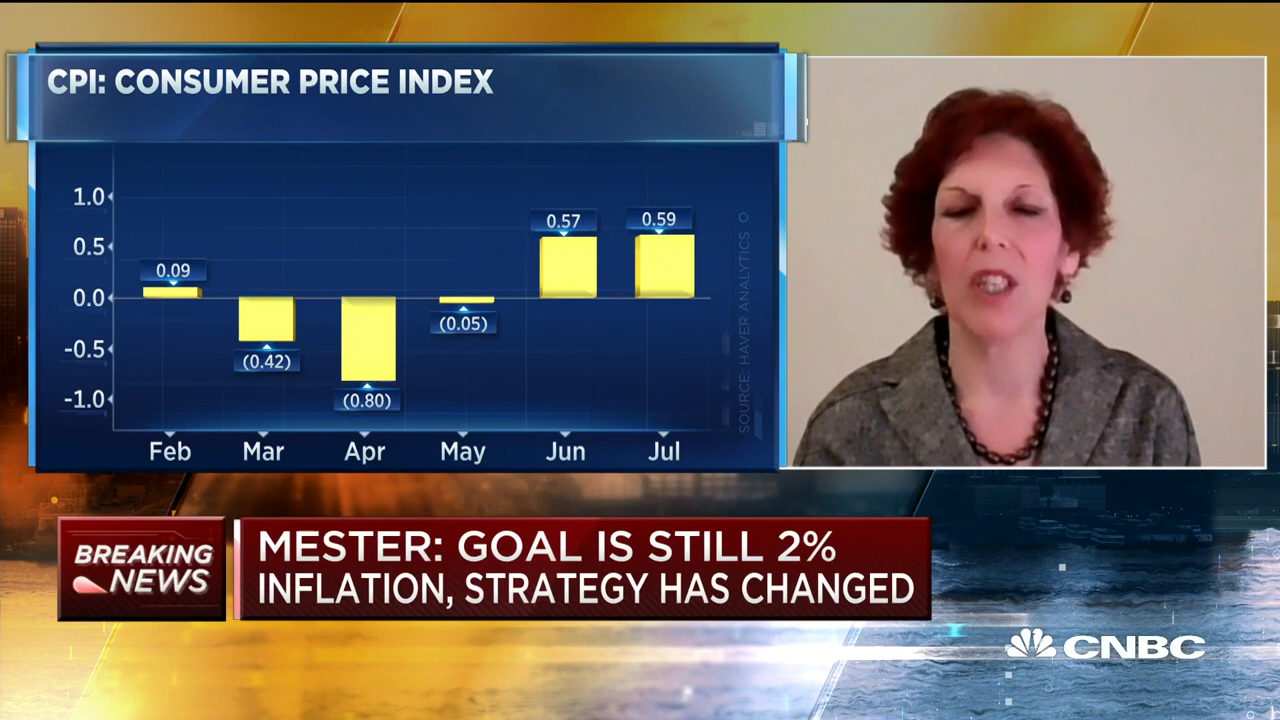 CPI: CONSUMER PRICE INDEX
1.0
0.5
0.0
-0.5
-1.0
0.09
(0.42)
(0.80)
(0.05)
0.57
0.59
Feb Mar Apr May Jun Jul
SOURCE: HAVER ANALYTICS
BREAKING
NEWS
MESTER: GOAL IS STILL 2%
INFLATION, STRATEGY HAS CHANGED
CNBC